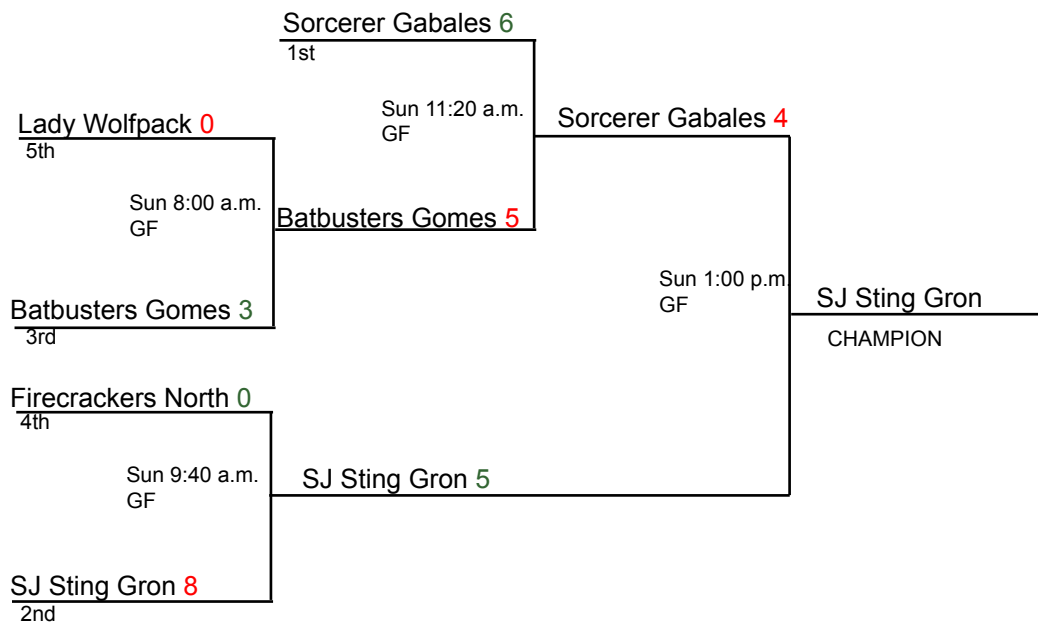 Sorcerer Gabales 6
1st
Sun 11:20 a.m.
GF
Sorcerer Gabales 4
Lady Wolfpack 0
5th
Sun 8:00 a.m.
GF
Batbusters Gomes 5
Batbusters Gomes 3
3rd
Sun 1:00 p.m.
GF
SJ Sting Gron
CHAMPION
Firecrackers North 0
4th
Sun 9:40 a.m.
GF
SJ Sting Gron 5
SJ Sting Gron 8
2nd